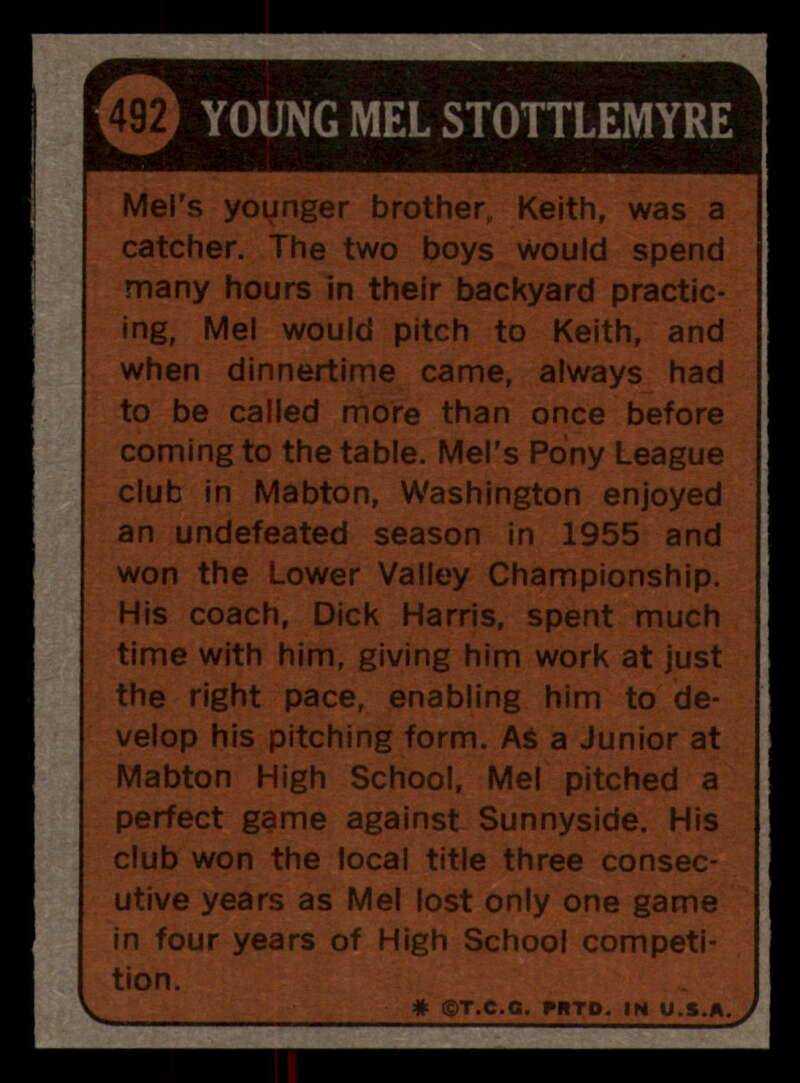 492 YOUNG MEL STOTTLEMYRE
Mel's younger brother, Keith, was a
catcher. The two boys would spend
many hours in their backyard practic-
ing, Mel would pitch to Keith, and
when dinnertime came, always had
to be called more than once before
coming to the table. Mel's Pony League
club in Mabton, Washington enjoyed
an undefeated season in 1955 and
won the Lower Valley Championship.
His coach, Dick Harris, spent much
time with him, giving him work at just
the right pace, enabling him to de-
velop his pitching form. As a Junior at
Mabton High School, Mel pitched a
perfect game against Sunnyside. His
club won the local title three consec-
utive years as Mel lost only one game
in four years of High School competi-
tion.
* ©T.C.G. PRTD. IN U.S.A.